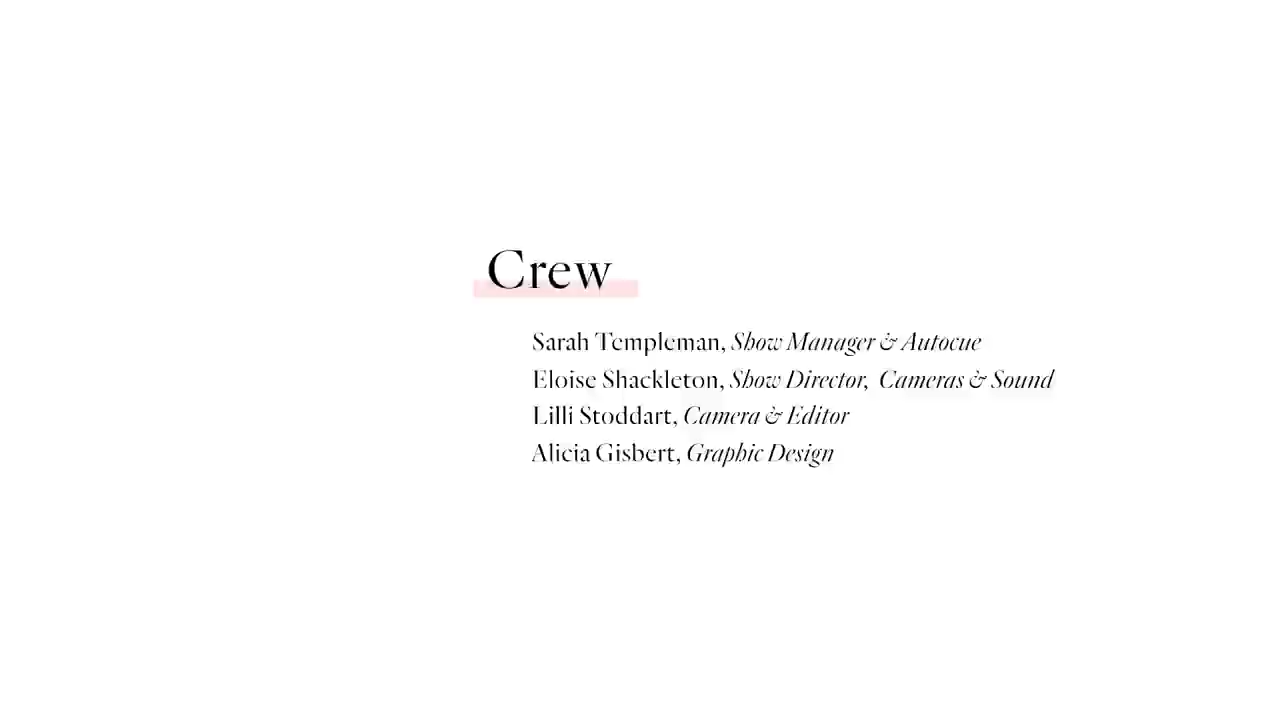 Crew
Sarah Templeman, Show Manager & Autocue
Eloise Shackleton, Show Director, Cameras & Sound
Lilli Stoddart, Camera & Editor
Alicia Gisbert, Graphic Design